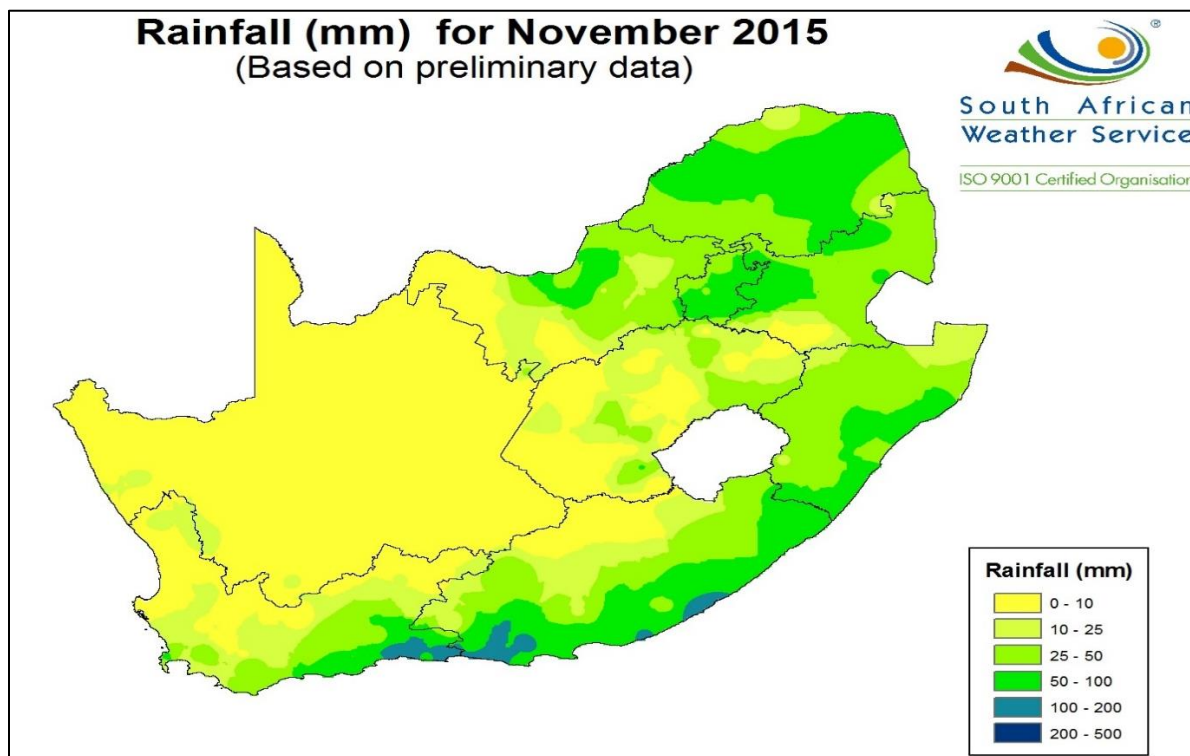 Rainfall (mm) for November 2015
(Based on preliminary data)
®
South African
Weather Service
ISO 9001 Certified Organisation
Rainfall (mm)
0 - 10
10 - 25
25 - 50
50 - 100
100 - 200
200 - 500